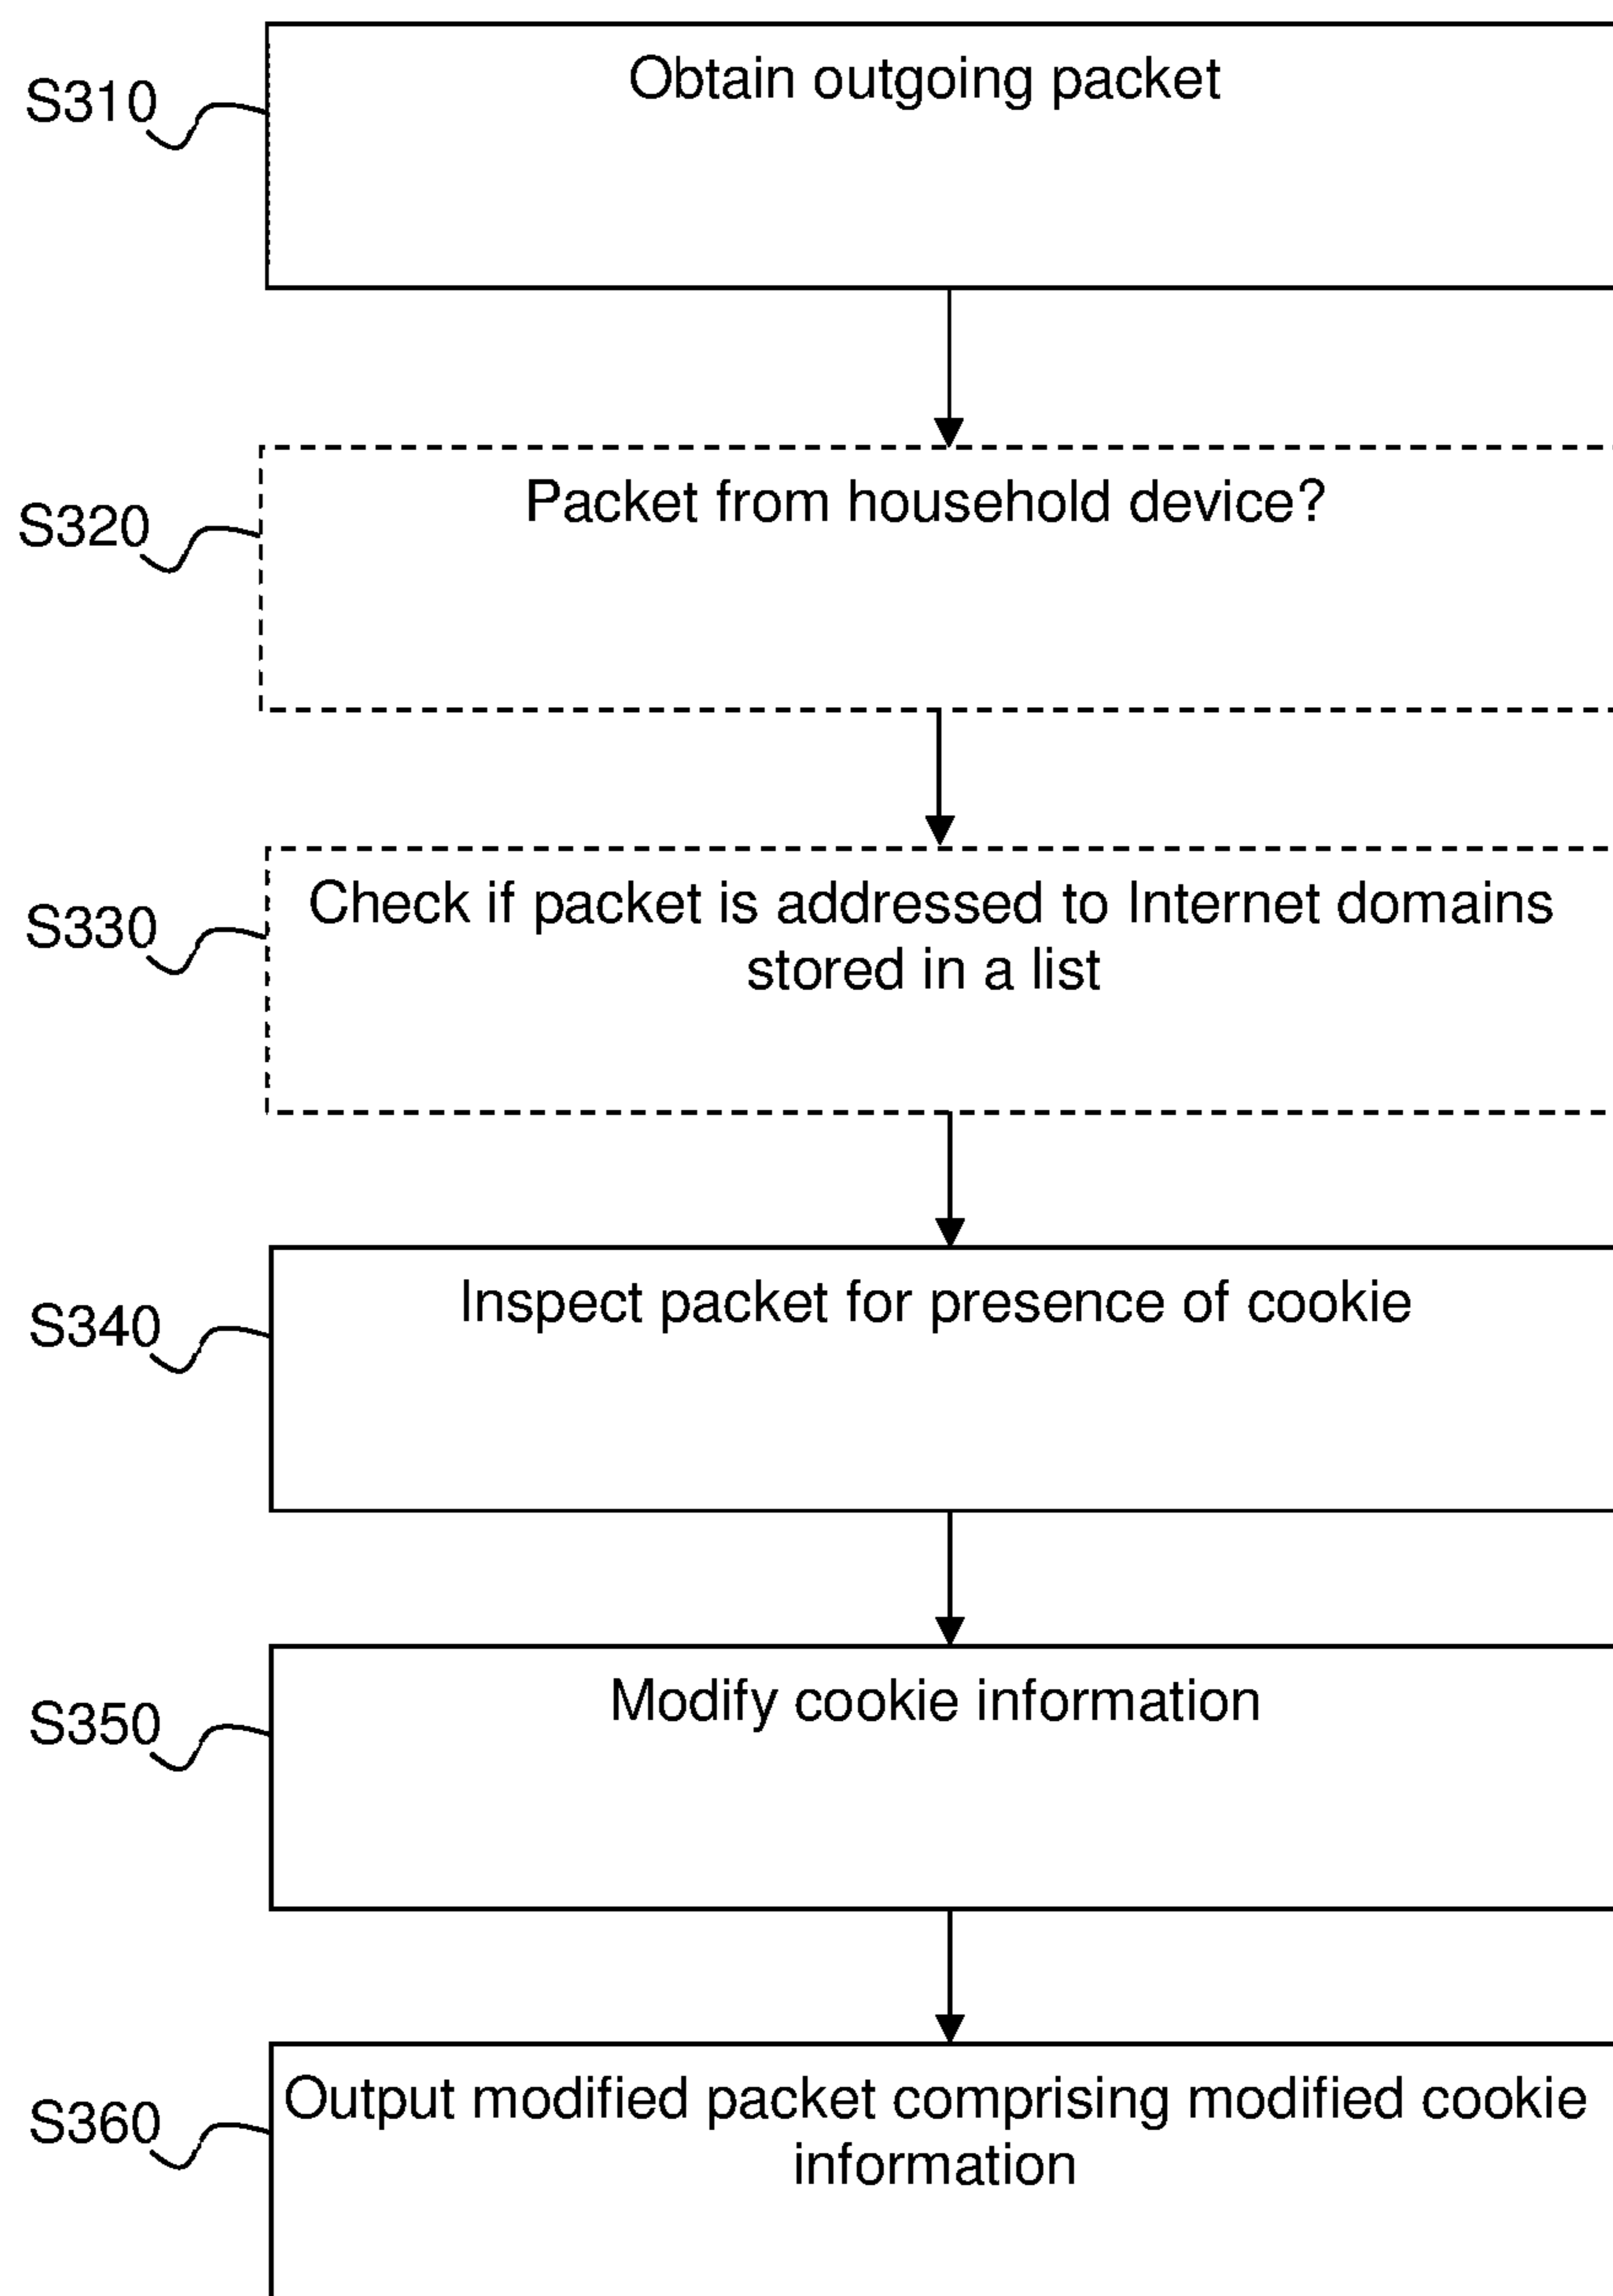 S310
Obtain outgoing packet
S320
Packet from household device?
S330
Check if packet is addressed to Internet domains
stored in a list
S340
Inspect packet for presence of cookie
S350
Modify cookie information
S360
Output modified packet comprising modified cookie
information